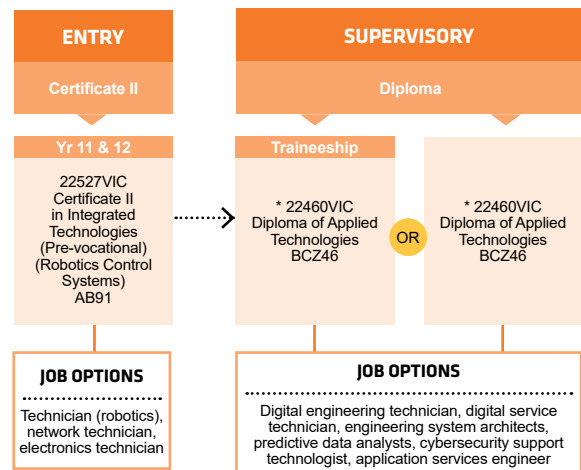 ENTRY
Certificate II
Yr 11 & 12
22527VIC
Certificate II
in Integrated
Technologies
(Pre-vocational)
(Robotics Control
Systems)
AB91
JOB OPTIONS
Technician (robotics),
network technician,
electronics technician
SUPERVISORY
Diploma
Traineeship
* 22460VIC
Diploma of Applied
Technologies
BCZ46
OR
* 22460VIC
Diploma of Applied
Technologies
BCZ46
JOB OPTIONS
Digital engineering technician, digital service
technician, engineering system architects,
predictive data analysts, cybersecurity support
technologist, application services engineer